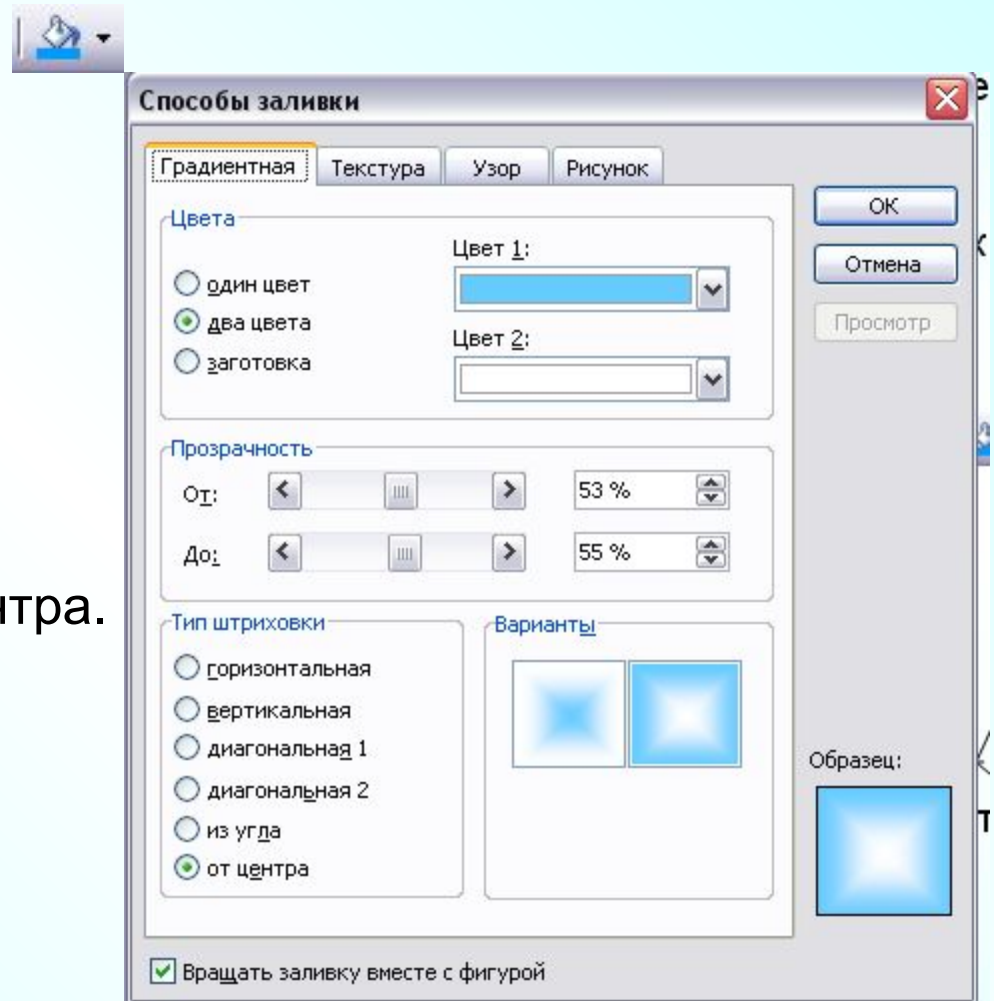 Способы заливки
Градиентная Текстура Узор Рисунок
Цвета
один цвет
два цвета
заготовка
Цвет 1:
Цвет 2:
OK
Отмена
Просмотр
Прозрачность
От: 53 %
До: 55 %
нтра.
Тип штриховки
горизонтальная
вертикальная
диагональная 1
диагональная 2
из угла
от центра
Варианты
Образец:
Вращать заливку вместе с фигурой